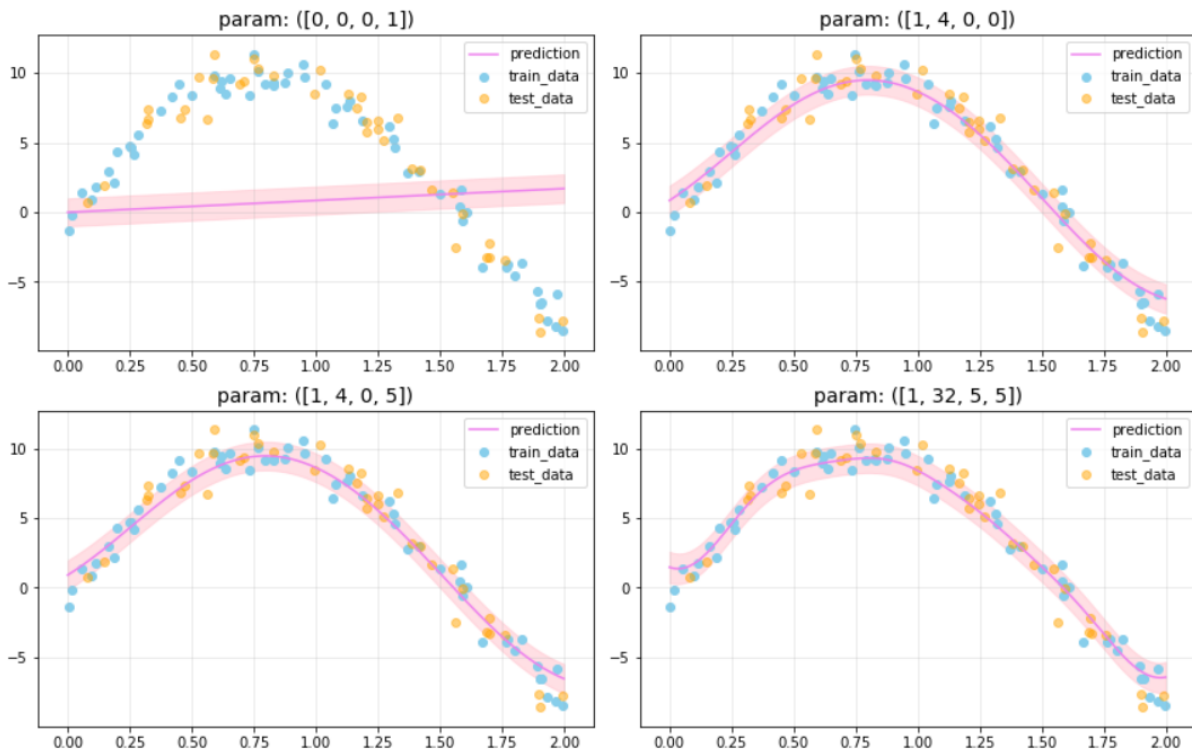 param: ([0, 0, 0, 1])
prediction
train_data
test_data
10
5
0
−5
0.00 0.25 0.50 0.75 1.00 1.25 1.50 1.75 2.00
param: ([1, 4, 0, 0])
prediction
train_data
test_data
10
5
0
−5
0.00 0.25 0.50 0.75 1.00 1.25 1.50 1.75 2.00
param: ([1, 4, 0, 5])
prediction
train_data
test_data
10
5
0
−5
0.00 0.25 0.50 0.75 1.00 1.25 1.50 1.75 2.00
param: ([1, 32, 5, 5])
prediction
train_data
test_data
10
5
0
−5
0.00 0.25 0.50 0.75 1.00 1.25 1.50 1.75 2.00